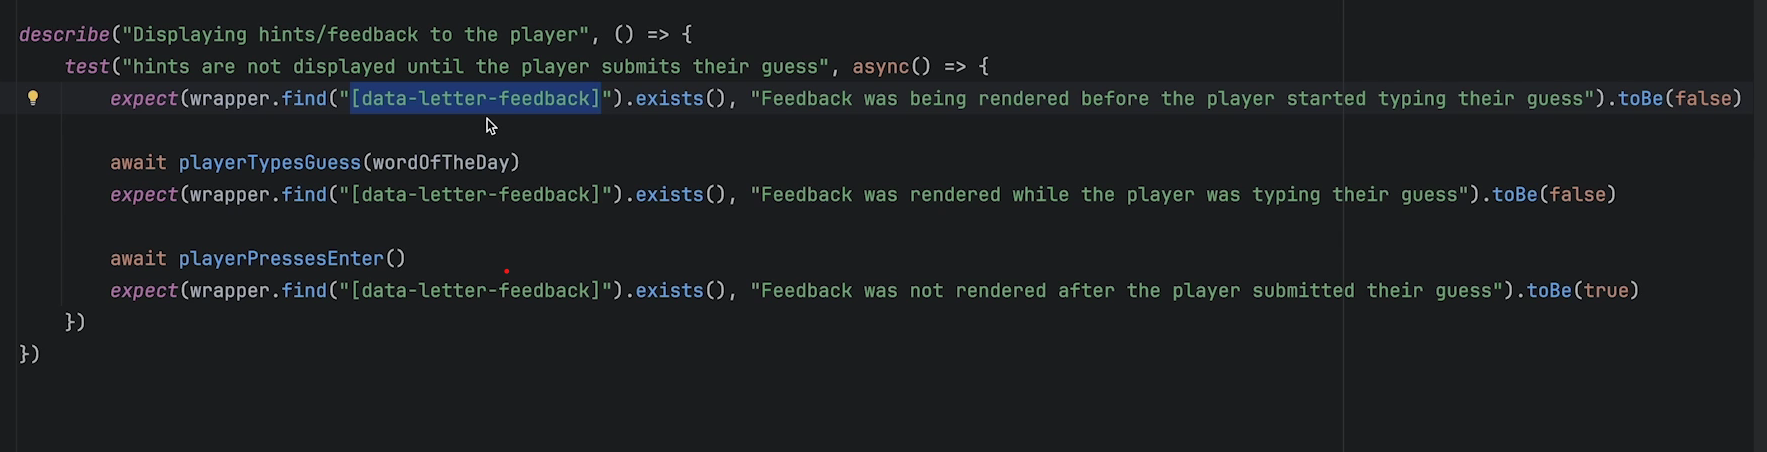 describe("Displaying hints/feedback to the player", () => {
    test("hints are not displayed until the player submits their guess", async() => {
        expect(wrapper.find("[data-letter-feedback]").exists(), "Feedback was being rendered before the player started typing their guess").toBe(false)
        await playerTypesGuess(wordOfTheDay)
        expect(wrapper.find("[data-letter-feedback]").exists(), "Feedback was rendered while the player was typing their guess").toBe(false)
        await playerPressesEnter()
        expect(wrapper.find("[data-letter-feedback]").exists(), "Feedback was not rendered after the player submitted their guess").toBe(true)
    })
})